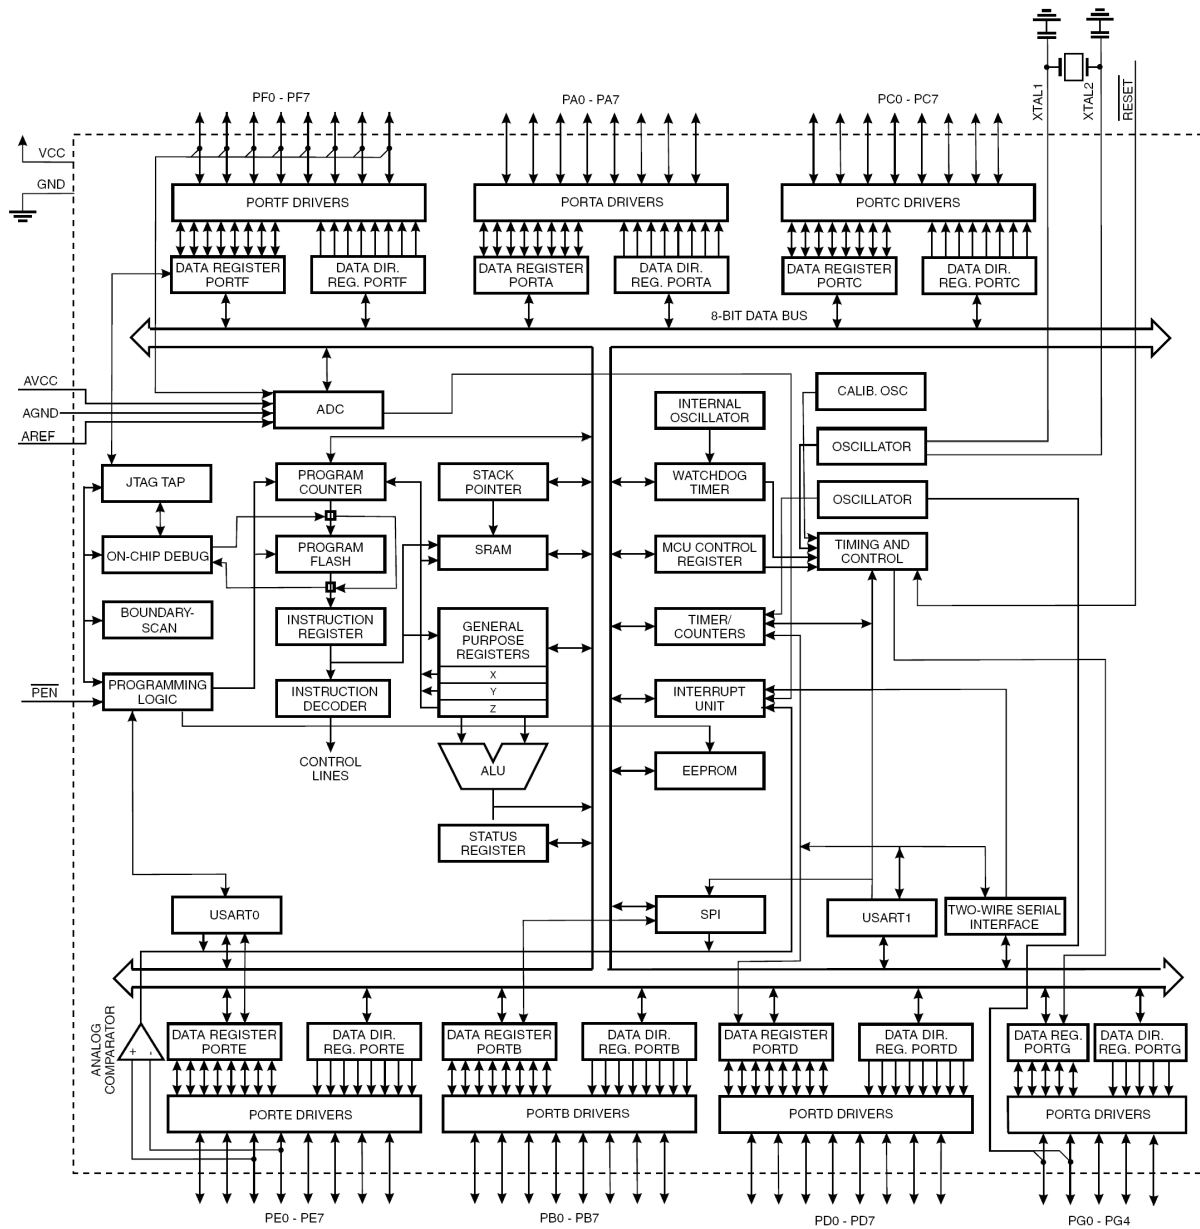 XTAL1
XTAL2
RESET
PF0 - PF7
PA0 - PA7
PC0 - PC7
VCC
GND
PORTF DRIVERS
PORTA DRIVERS
PORTC DRIVERS
DATA REGISTER
PORTF
DATA DIR.
REG. PORTF
DATA REGISTER
PORTA
DATA DIR.
REG. PORTA
DATA REGISTER
PORTC
DATA DIR.
REG. PORTC
8-BIT DATA BUS
AVCC
AGND
AREF
ADC
INTERNAL
OSCILLATOR
CALIB. OSC
OSCILLATOR
JTAG TAP
PROGRAM
COUNTER
STACK
POINTER
WATCHDOG
TIMER
OSCILLATOR
ON-CHIP DEBUG
PROGRAM
FLASH
SRAM
MCU CONTROL
REGISTER
TIMING AND
CONTROL
BOUNDARY-
SCAN
INSTRUCTION
REGISTER
GENERAL
PURPOSE
REGISTERS
X
Y
Z
TIMER/
COUNTERS
PEN
PROGRAMMING
LOGIC
INSTRUCTION
DECODER
INTERRUPT
UNIT
CONTROL
LINES
ALU
EEPROM
STATUS
REGISTER
USART0
SPI
USART1
TWO-WIRE SERIAL
INTERFACE
ANALOG
COMPARATOR
+
-
DATA REGISTER
PORTE
DATA DIR.
REG. PORTE
DATA REGISTER
PORTB
DATA DIR.
REG. PORTB
DATA REGISTER
PORTD
DATA DIR.
REG. PORTD
DATA REG.
PORTG
DATA DIR.
REG. PORTG
PORTE DRIVERS
PORTB DRIVERS
PORTD DRIVERS
PORTG DRIVERS
PE0 - PE7
PB0 - PB7
PD0 - PD7
PG0 - PG4